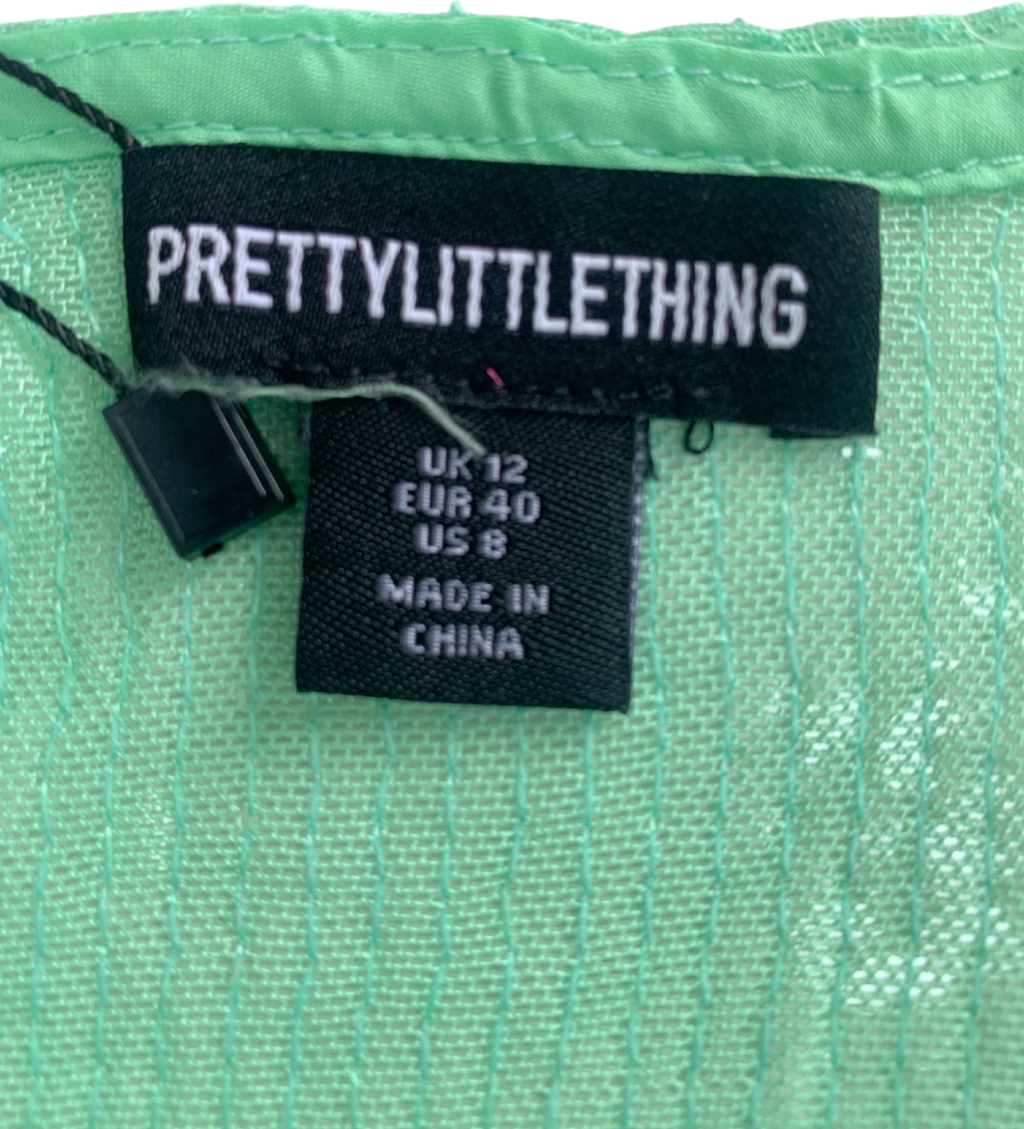 PRETTYLITTLETHING
UK 12
EUR 40
US 8
MADE IN
CHINA